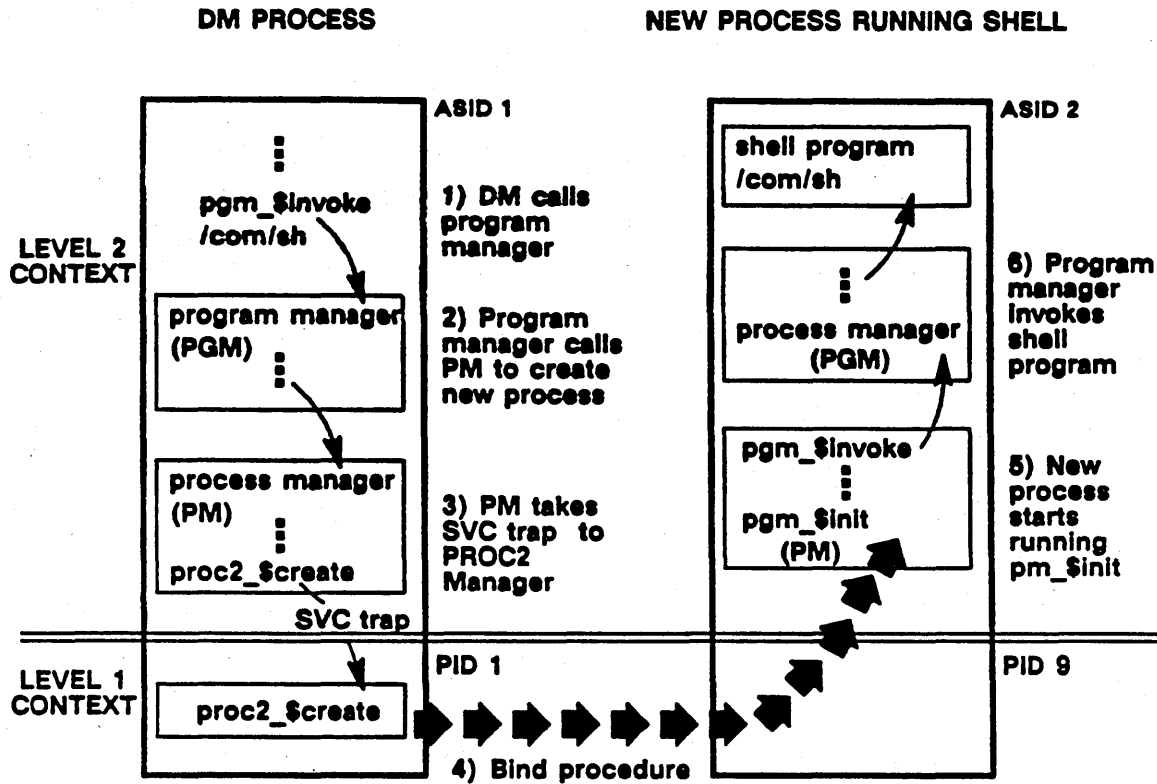 DM PROCESS
NEW PROCESS RUNNING SHELL
ASID 1
ASID 2
LEVEL 2
CONTEXT
pgm_$invoke
/com/sh
1) DM calls
program
manager
program manager
(PGM)
2) Program
manager calls
PM to create
new process
process manager
(PM)
proc2_$create
3) PM takes
SVC trap to
PROC2
Manager
SVC trap
shell program
/com/sh
process manager
(PGM)
6) Program
manager
invokes
shell
program
pgm_$invoke
pgm_$init
(PM)
5) New
process
starts
running
pm_$init
LEVEL 1
CONTEXT
PID 1
PID 9
proc2_$create
4) Bind procedure